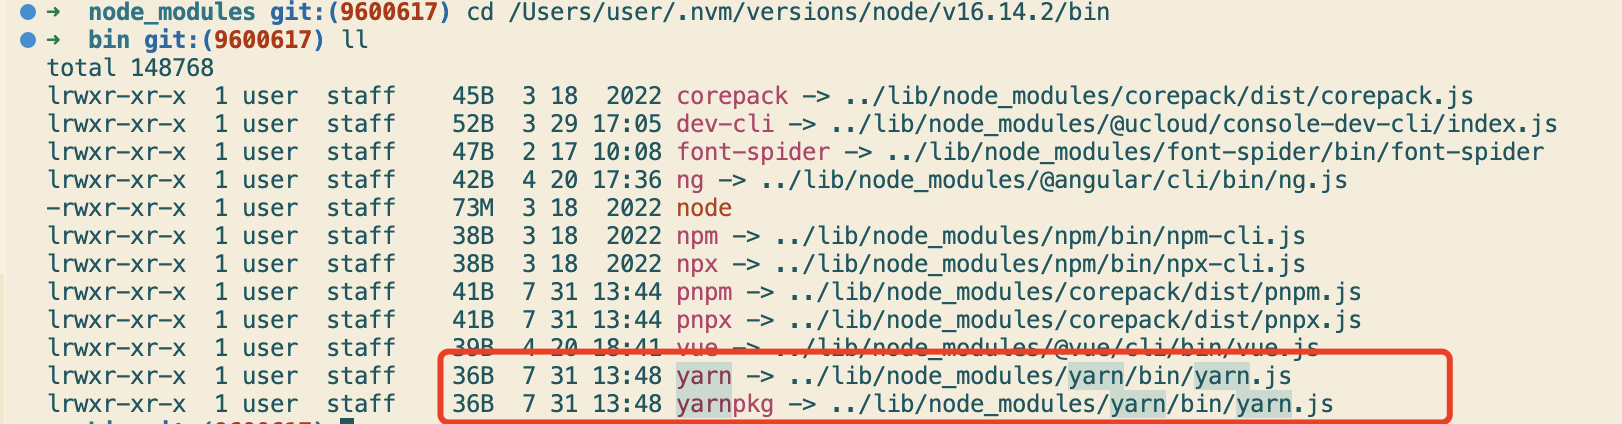 ➜ node_modules git:(9600617) cd /Users/user/.nvm/versions/node/v16.14.2/bin
➜ bin git:(9600617) ll
total 148768
lrwxr-xr-x 1 user staff 45B 3 18 2022 corepack -> ../lib/node_modules/corepack/dist/corepack.js
lrwxr-xr-x 1 user staff 52B 3 29 17:05 dev-cli -> ../lib/node_modules/@ucloud/console-dev-cli/index.js
lrwxr-xr-x 1 user staff 47B 2 17 10:08 font-spider -> ../lib/node_modules/font-spider/bin/font-spider
lrwxr-xr-x 1 user staff 42B 4 20 17:36 ng -> ../lib/node_modules/@angular/cli/bin/ng.js
-rwxr-xr-x 1 user staff 73M 3 18 2022 node
lrwxr-xr-x 1 user staff 38B 3 18 2022 npm -> ../lib/node_modules/npm/bin/npm-cli.js
lrwxr-xr-x 1 user staff 38B 3 18 2022 npx -> ../lib/node_modules/npm/bin/npx-cli.js
lrwxr-xr-x 1 user staff 41B 7 31 13:44 pnpm -> ../lib/node_modules/corepack/dist/pnpm.js
lrwxr-xr-x 1 user staff 41B 7 31 13:44 pnpx -> ../lib/node_modules/corepack/dist/pnpx.js
lrwxr-xr-x 1 user staff 39B 4 20 18:41 vue -> ../lib/node_modules/@vue/cli/bin/vue.js
lrwxr-xr-x 1 user staff 36B 7 31 13:48 yarn -> ../lib/node_modules/yarn/bin/yarn.js
lrwxr-xr-x 1 user staff 36B 7 31 13:48 yarnpkg -> ../lib/node_modules/yarn/bin/yarn.js